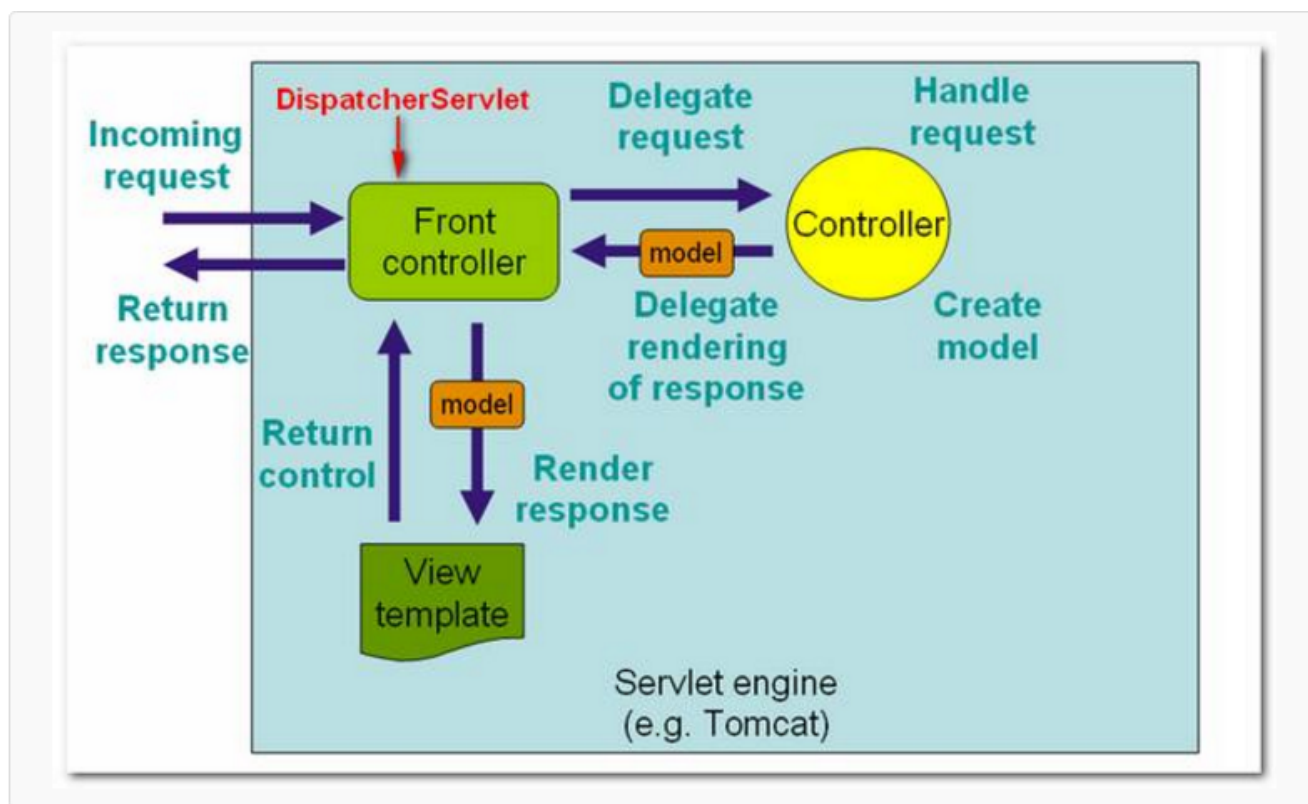 DispatcherServlet
Incoming
request
Return
response
Front
controller
Delegate
request
Handle
request
Controller
model
Delegate
rendering
of response
Create
model
model
Return
control
Render
response
View
template
Servlet engine
(e.g. Tomcat)